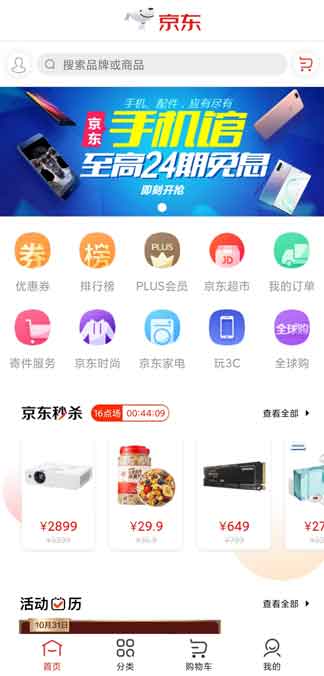 京东
搜索品牌或商品
手机、配件，应有尽有
京东
手机馆
至高24期免息
即刻开抢
券
榜
PLUS
JD
优惠券
排行榜
PLUS会员
京东超市
我的订单
全球购
寄件服务
京东时尚
京东家电
玩3C
全球购
京东秒杀
16点场
00:44:09
查看全部
¥2899
¥29.9
¥649
¥27
¥799
活动日历
查看全部
10月31日
首页
分类
购物车
我的